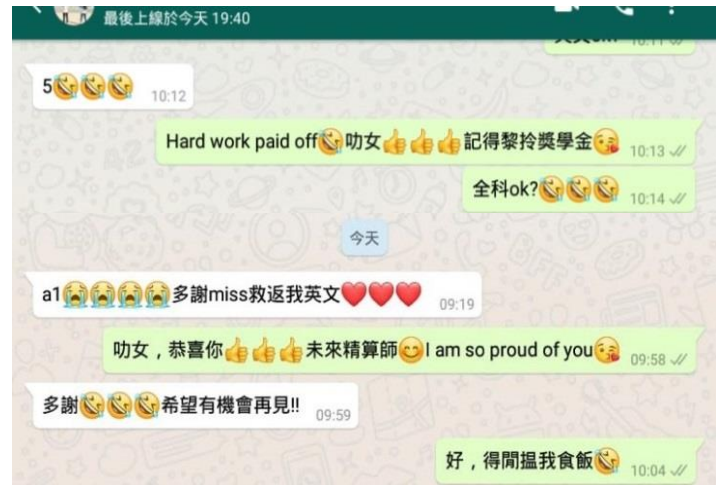 最後上線於今天 19:40
10:11
5🤣🤣🤣 10:12
Hard work paid off🤣叻女👍👍👍記得黎拎獎學金😘 10:13
全科ok?🤣🤣🤣 10:14
今天
a1😭😭😭😭多謝miss救返我英文❤❤❤ 09:19
叻女，恭喜你👍👍👍未來精算師😊I am so proud of you😘 09:58
多謝🤣🤣🤣希望有機會再見!! 09:59
好，得閒揾我食飯🤣 10:04